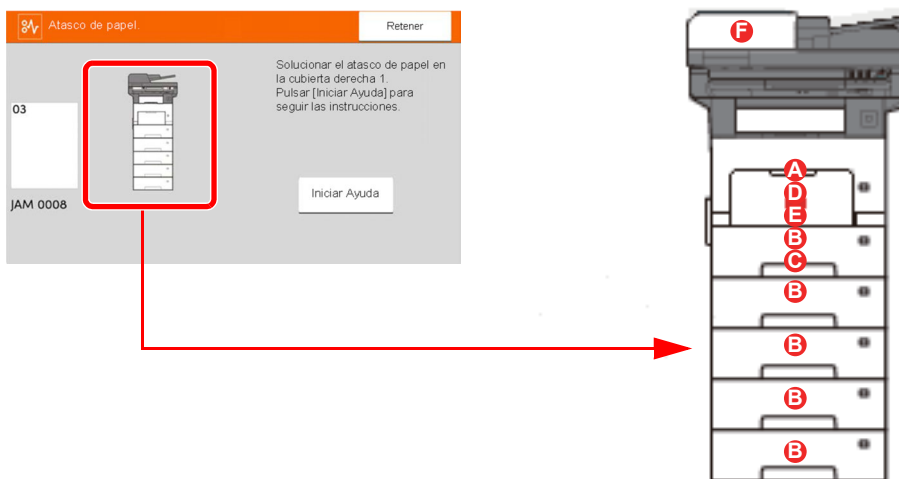 Atasco de papel.
Retener
Solucionar el atasco de papel en
la cubierta derecha 1.
Pulsar [Iniciar Ayuda] para
seguir las instrucciones.
03
JAM 0008
Iniciar Ayuda
F
A
D
E
B
C
B
B
B
B